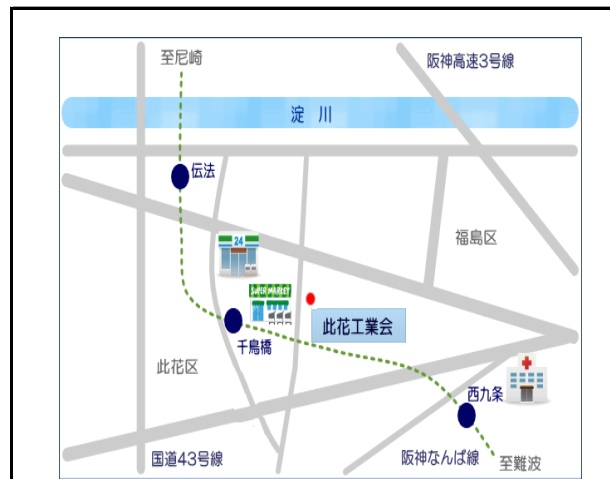 至尼崎
阪神高速3号線
淀 川
伝法
福島区
24
SUPER MARKET
此花工業会
千鳥橋
此花区
西九条
国道43号線
阪神なんば線
至難波